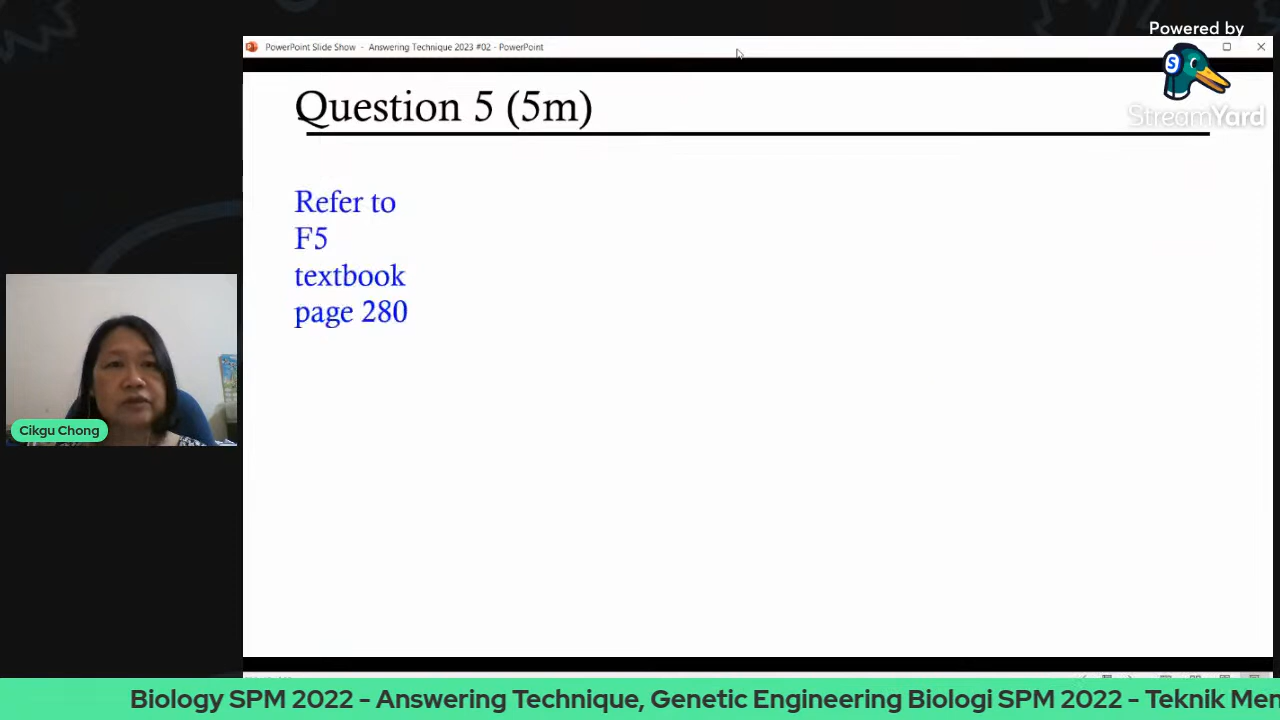 Powered by
StreamYard
PowerPoint Slide Show - Answering Technique 2023 #02 - PowerPoint
Question 5 (5m)
Refer to
F5
textbook
page 280
Cikgu Chong
Biology SPM 2022 - Answering Technique, Genetic Engineering Biologi SPM 2022 - Teknik Men